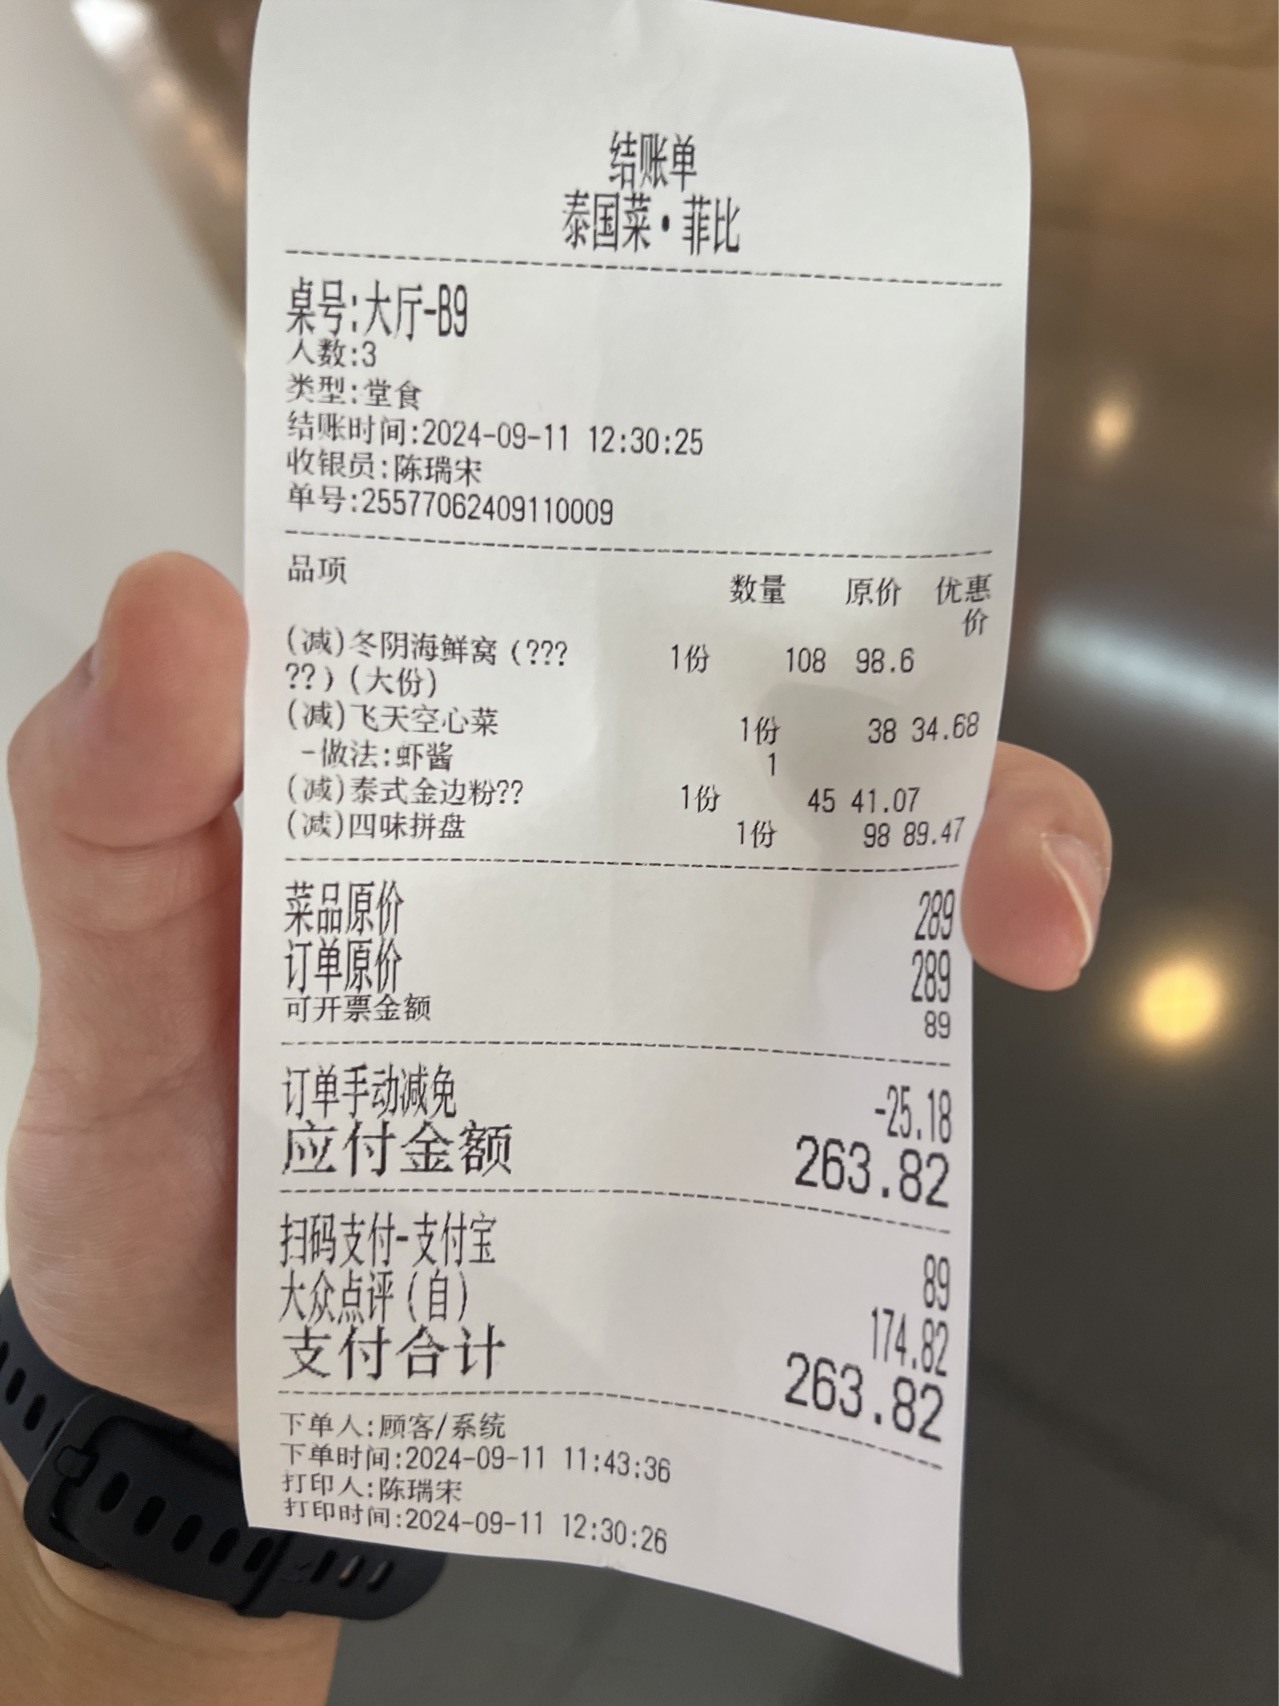 结账单
泰国菜·菲比
桌号:大厅-B9
人数:3
类型:堂食
结账时间:2024-09-11 12:30:25
收银员:陈瑞宋
单号:25577062409110009
品项 数量 原价 优惠
价
(减)冬阴海鲜窝(??? 1份 108 98.6
??)(大份)
(减)飞天空心菜 1份 38 34.68
-做法:虾酱 1
(减)泰式金边粉?? 1份 45 41.07
(减)四味拼盘 1份 98 89.47
菜品原价 289
订单原价 289
可开票金额 89
订单手动减免 -25.18
应付金额 263.82
扫码支付-支付宝 89
大众点评(自) 174.82
支付合计 263.82
下单人:顾客/系统
下单时间:2024-09-11 11:43:36
打印人:陈瑞宋
打印时间:2024-09-11 12:30:26